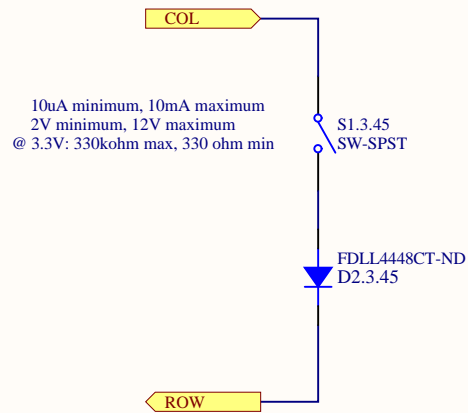 COL
10uA minimum, 10mA maximum
2V minimum, 12V maximum
@ 3.3V: 330kohm max, 330 ohm min
S1.3.45
SW-SPST
FDLL4448CT-ND
D2.3.45
ROW